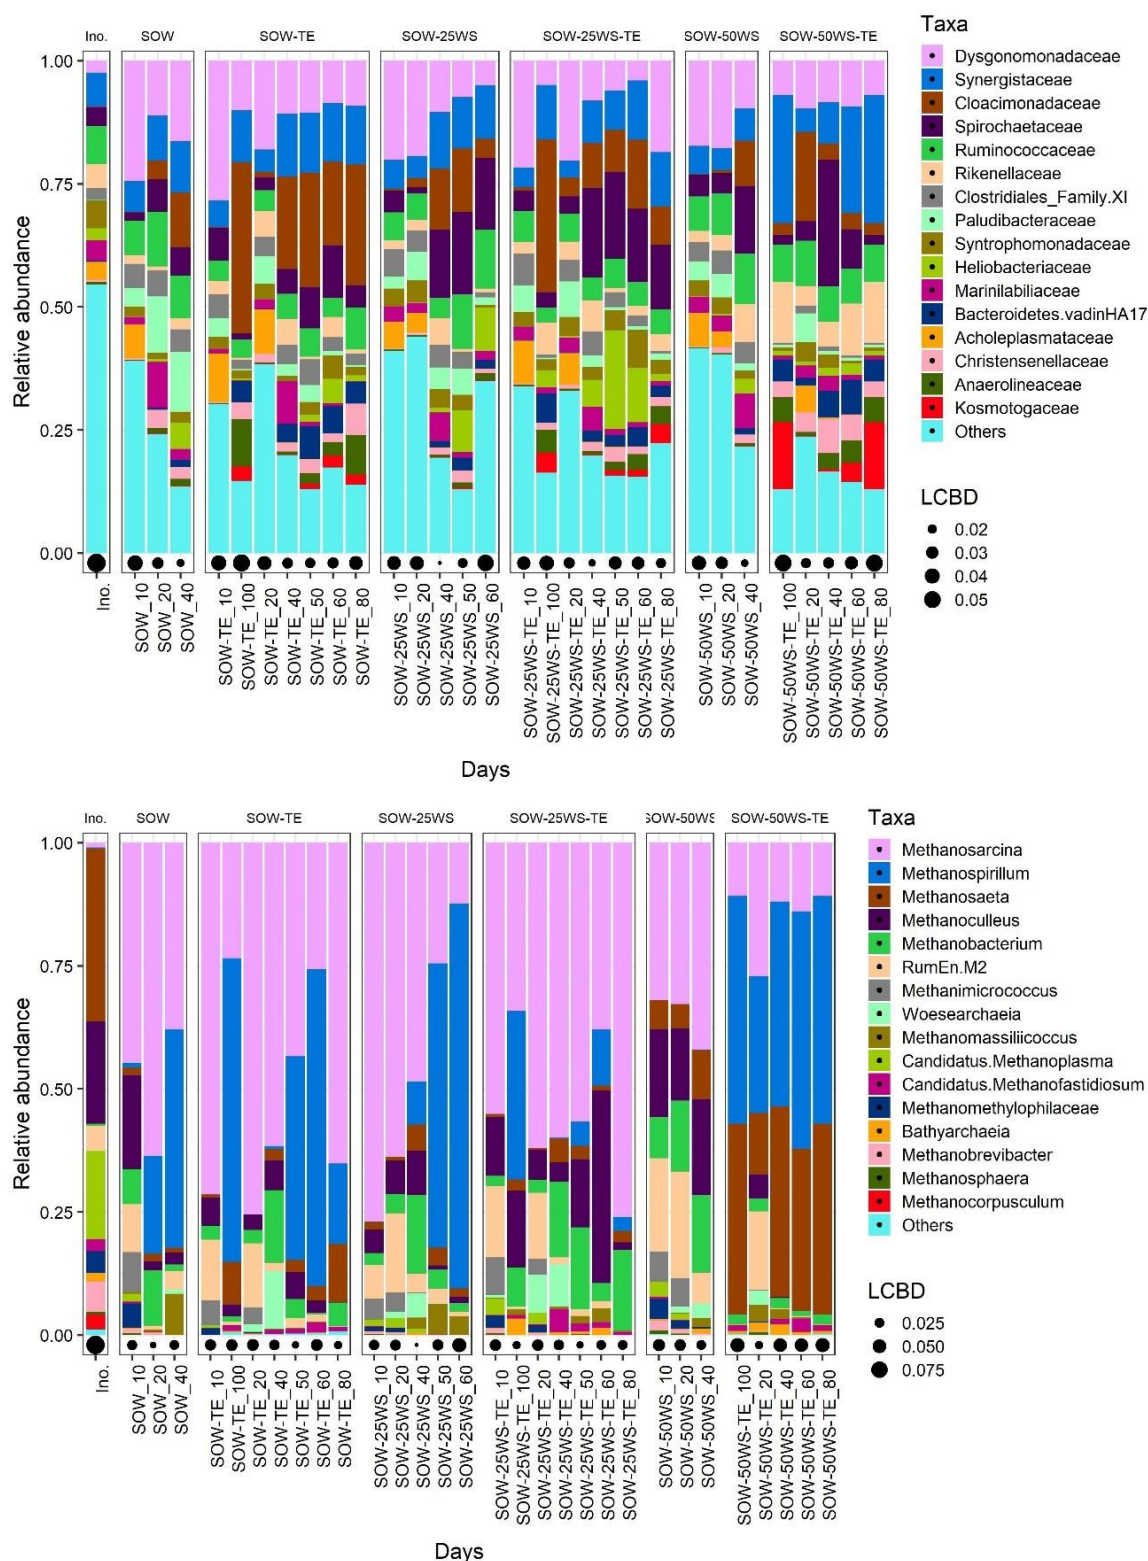 Ino. SOW SOW-TE SOW-25WS SOW-25WS-TE SOW-50WS SOW-50WS-TE
Relative abundance
1.00
0.75
0.50
0.25
0.00
Ino.
SOW_10
SOW_20
SOW_40
SOW-TE_10
SOW-TE_100
SOW-TE_20
SOW-TE_40
SOW-TE_50
SOW-TE_60
SOW-TE_80
SOW-25WS_10
SOW-25WS_20
SOW-25WS_40
SOW-25WS_50
SOW-25WS_60
SOW-25WS-TE_10
SOW-25WS-TE_100
SOW-25WS-TE_20
SOW-25WS-TE_40
SOW-25WS-TE_50
SOW-25WS-TE_60
SOW-25WS-TE_80
SOW-50WS_10
SOW-50WS_20
SOW-50WS_40
SOW-50WS-TE_100
SOW-50WS-TE_20
SOW-50WS-TE_40
SOW-50WS-TE_60
SOW-50WS-TE_80
Days
Taxa
Dysgonomonadaceae
Synergistaceae
Cloacimonadaceae
Spirochaetaceae
Ruminococcaceae
Rikenellaceae
Clostridiales_Family.XI
Paludibacteraceae
Syntrophomonadaceae
Heliobacteriaceae
Marinilabiliaceae
Bacteroidetes.vadinHA17
Acholeplasmataceae
Christensenellaceae
Anaerolineaceae
Kosmotogaceae
Others
LCBD
0.02
0.03
0.04
0.05
Ino. SOW SOW-TE SOW-25WS SOW-25WS-TE SOW-50WS SOW-50WS-TE
Relative abundance
1.00
0.75
0.50
0.25
0.00
Ino.
SOW_10
SOW_20
SOW_40
SOW-TE_10
SOW-TE_100
SOW-TE_20
SOW-TE_40
SOW-TE_50
SOW-TE_60
SOW-TE_80
SOW-25WS_10
SOW-25WS_20
SOW-25WS_40
SOW-25WS_50
SOW-25WS_60
SOW-25WS-TE_10
SOW-25WS-TE_100
SOW-25WS-TE_20
SOW-25WS-TE_40
SOW-25WS-TE_50
SOW-25WS-TE_60
SOW-25WS-TE_80
SOW-50WS_10
SOW-50WS_20
SOW-50WS_40
SOW-50WS-TE_100
SOW-50WS-TE_20
SOW-50WS-TE_40
SOW-50WS-TE_60
SOW-50WS-TE_80
Days
Taxa
Methanosarcina
Methanospirillum
Methanosaeta
Methanoculleus
Methanobacterium
RumEn.M2
Methanimicrococcus
Woesearchaeia
Methanomassiliicoccus
Candidatus.Methanoplasma
Candidatus.Methanofastidiosum
Methanomethylophilaceae
Bathyarchaeia
Methanobrevibacter
Methanosphaera
Methanocorpusculum
Others
LCBD
0.025
0.050
0.075